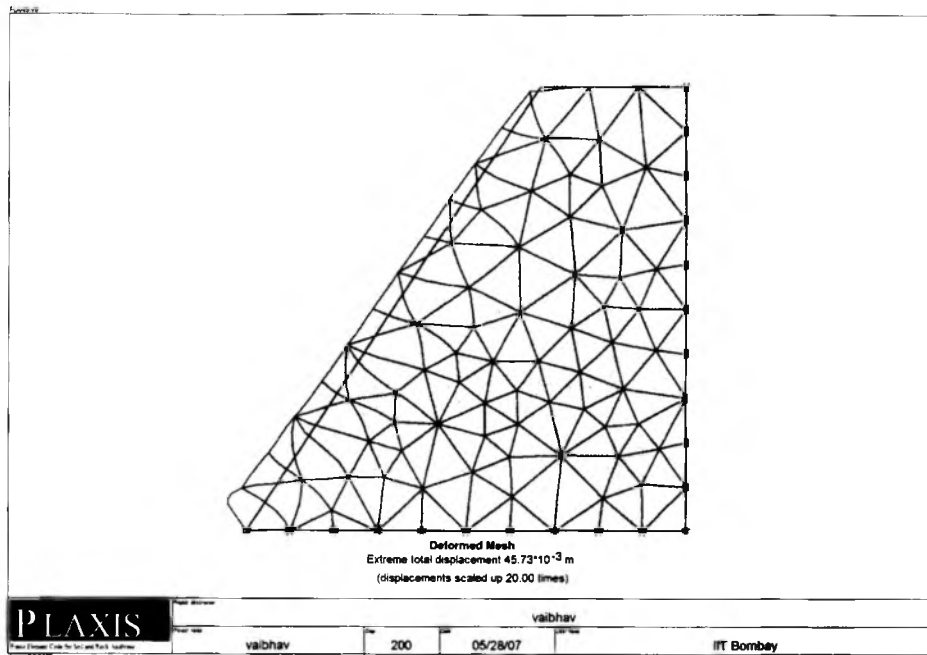 Deformed Mesh
Extreme total displacement 45.73*10-3 m
(displacements scaled up 20.00 times)
PLAXIS
vaibhav
vaibhav
200
05/28/07
IIT Bombay